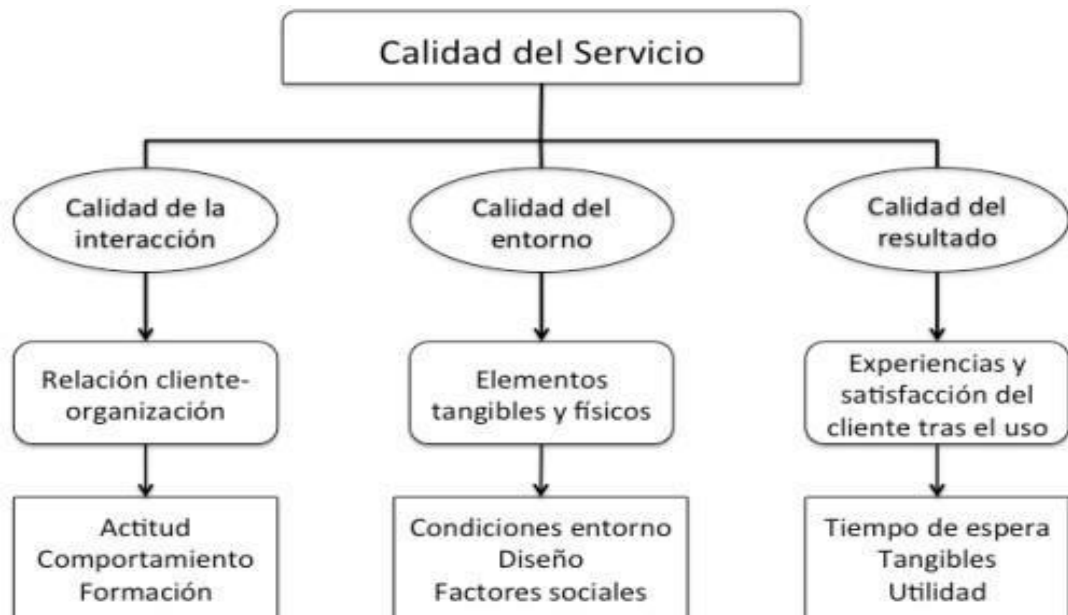 Calidad del Servicio
Calidad de la
interacción
Calidad del
entorno
Calidad del
resultado
Relación cliente-
organización
Elementos
tangibles y físicos
Experiencias y
satisfacción del
cliente tras el uso
Actitud
Comportamiento
Formación
Condiciones entorno
Diseño
Factores sociales
Tiempo de espera
Tangibles
Utilidad